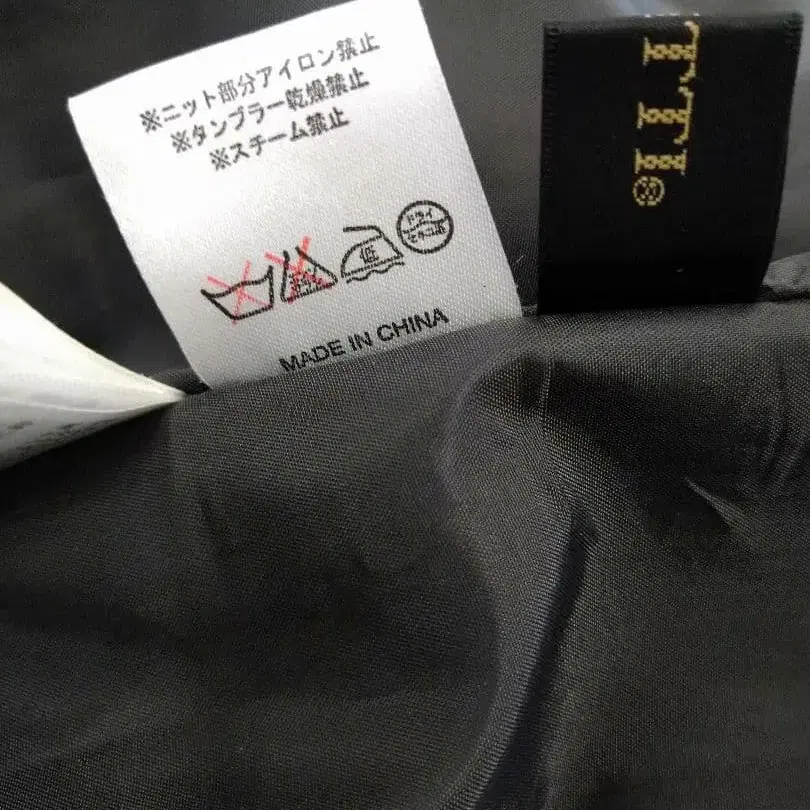 ※ニット部分アイロン禁止
※タンブラー乾燥禁止
※スチーム禁止
低
ドライ
セキユ系
MADE IN CHINA
TTI®